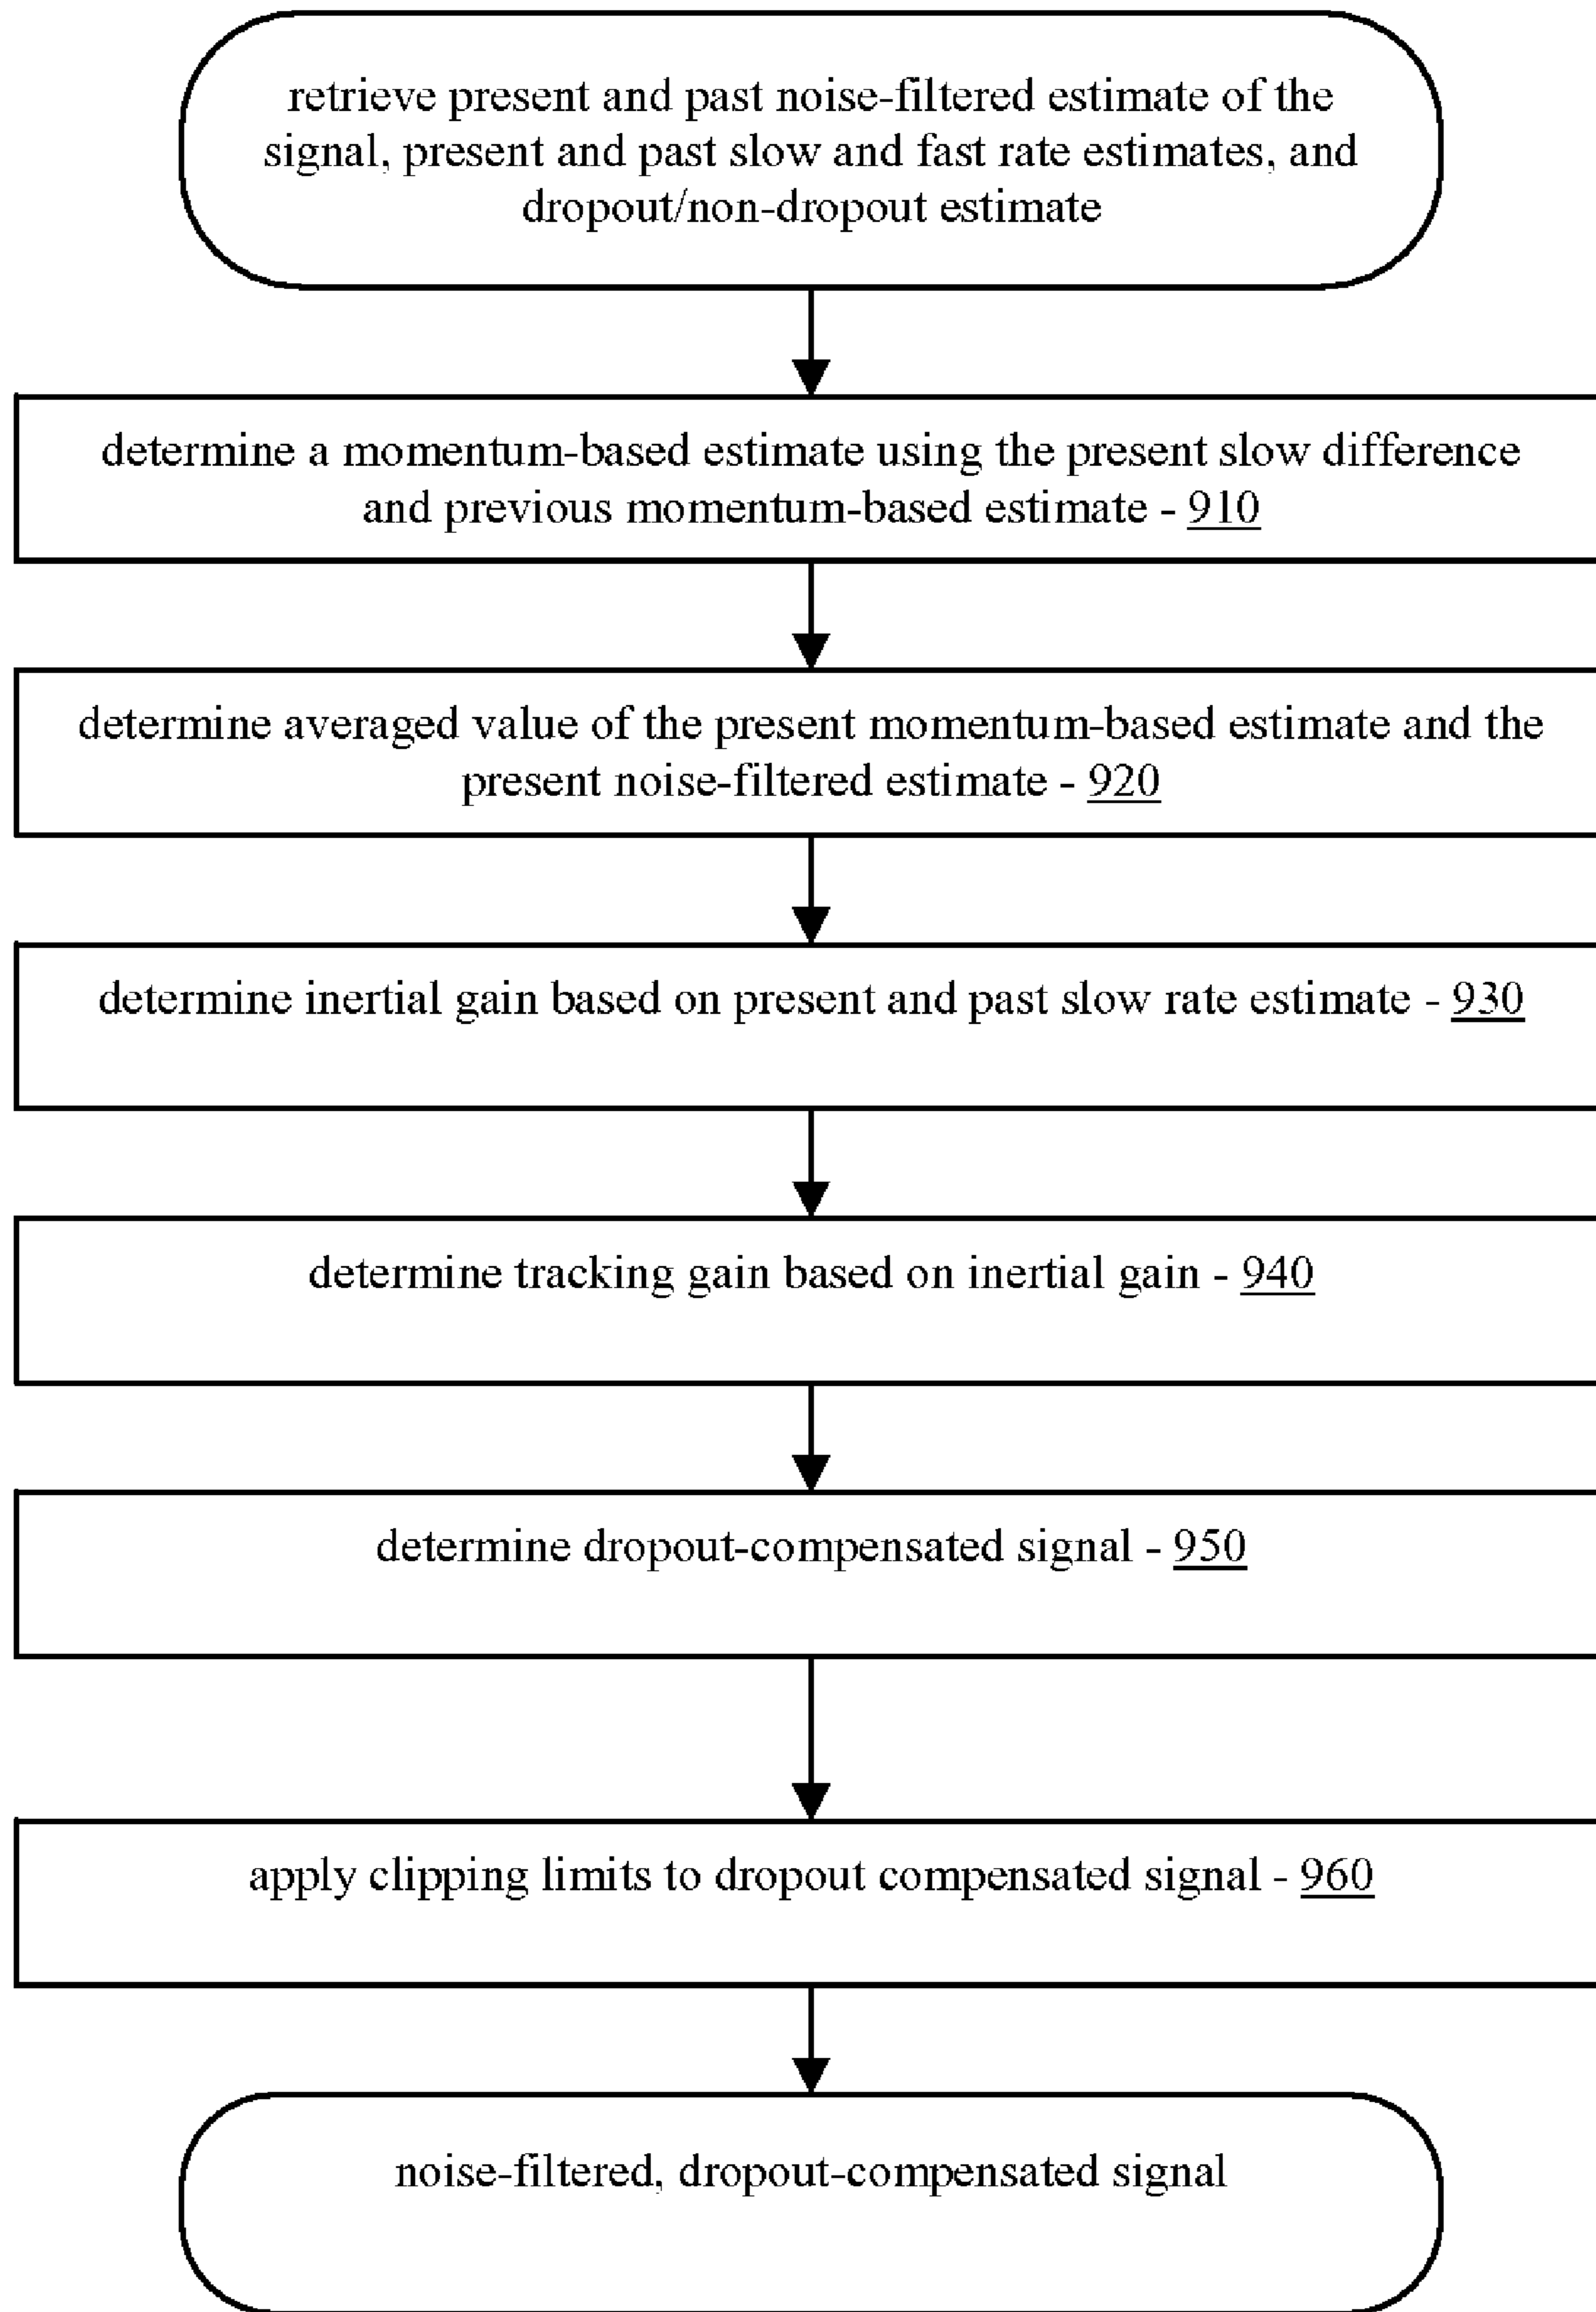 retrieve present and past noise-filtered estimate of the
signal, present and past slow and fast rate estimates, and
dropout/non-dropout estimate
determine a momentum-based estimate using the present slow difference
and previous momentum-based estimate - 910
determine averaged value of the present momentum-based estimate and the
present noise-filtered estimate - 920
determine inertial gain based on present and past slow rate estimate - 930
determine tracking gain based on inertial gain - 940
determine dropout-compensated signal - 950
apply clipping limits to dropout compensated signal - 960
noise-filtered, dropout-compensated signal